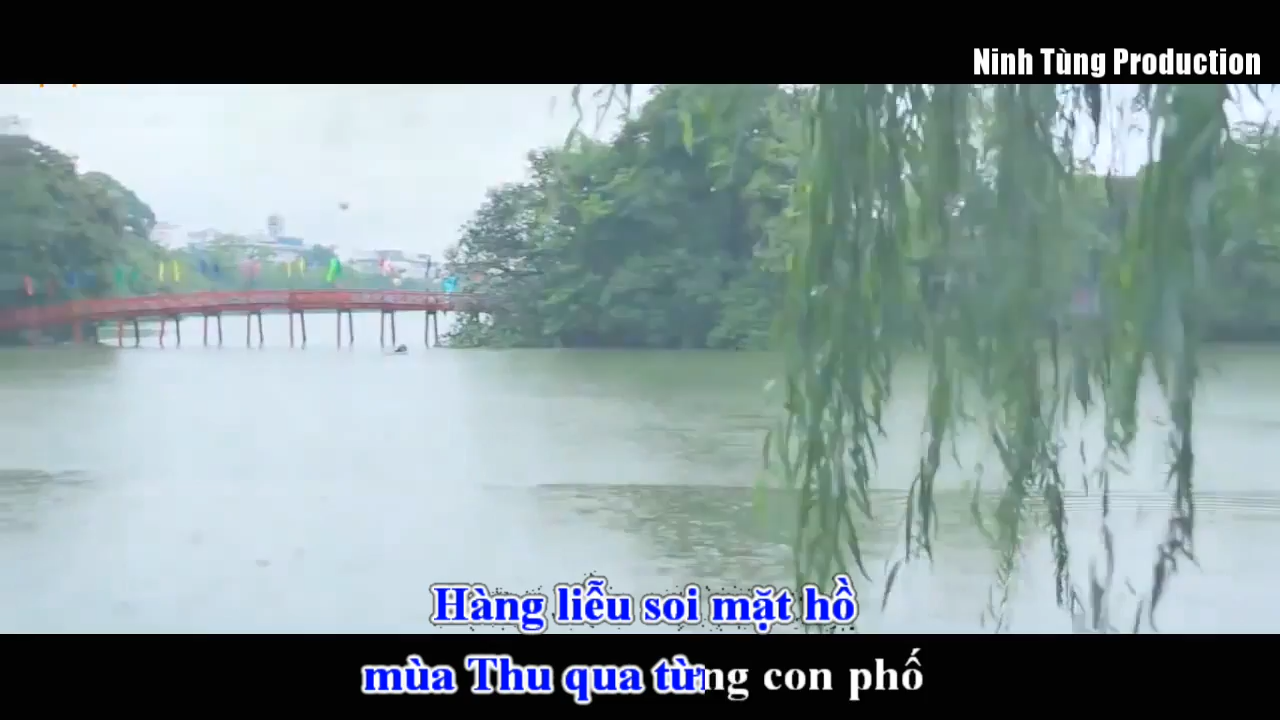 Ninh Tùng Production
Hàng liễu soi mặt hồ
mùa Thu qua từng con phố